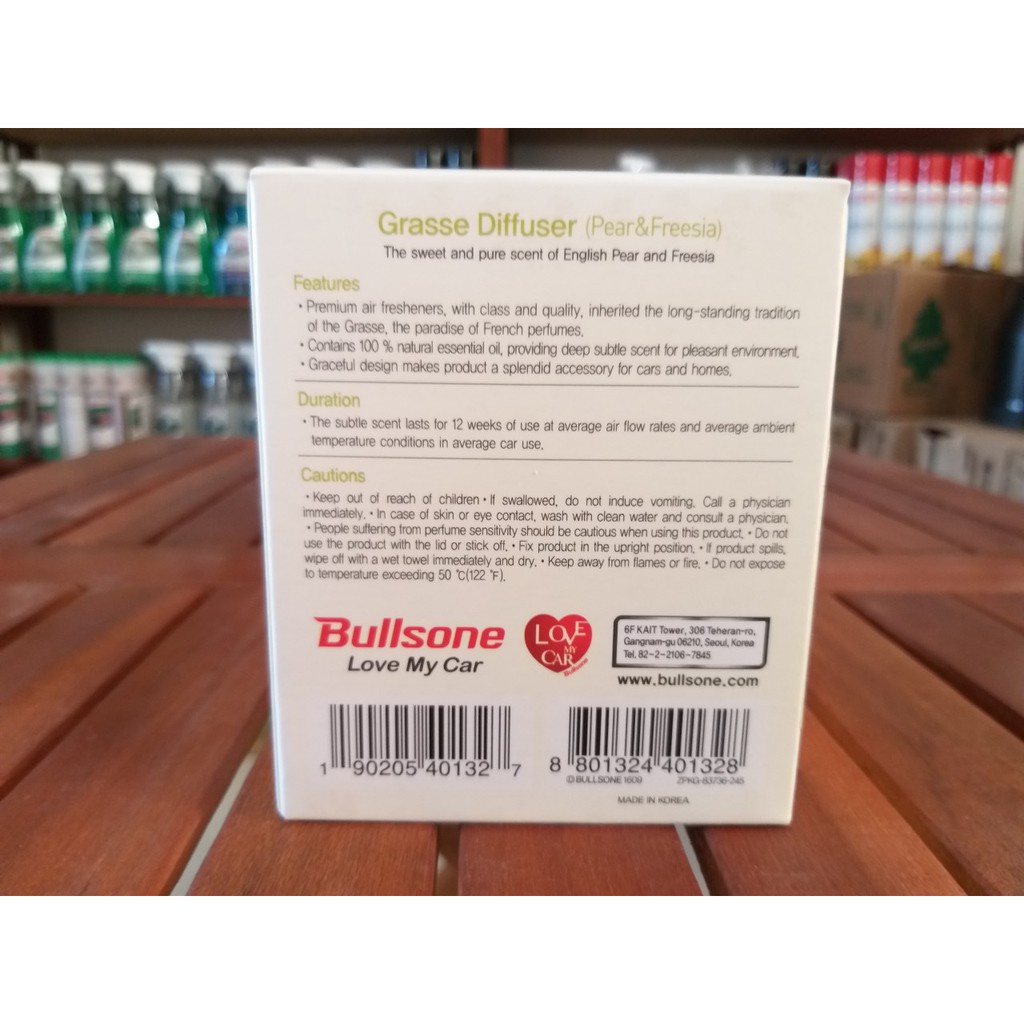 Grasse Diffuser (Pear&Freesia)
The sweet and pure scent of English Pear and Freesia
Features
• Premium air fresheners, with class and quality, inherited the long-standing tradition
of the Grasse, the paradise of French perfumes.
• Contains 100 % natural essential oil, providing deep subtle scent for pleasant environment.
• Graceful design makes product a splendid accessory for cars and homes.
Duration
• The subtle scent lasts for 12 weeks of use at average air flow rates and average ambient
temperature conditions in average car use.
Cautions
• Keep out of reach of children • If swallowed, do not induce vomiting. Call a physician
immediately. • In case of skin or eye contact, wash with clean water and consult a physician.
• People suffering from perfume sensitivity should be cautious when using this product. • Do not
use the product with the lid or stick off. • Fix product in the upright position. • If product spills,
wipe off with a wet towel immediately and dry. • Keep away from flames or fire. • Do not expose
to temperature exceeding 50 ℃(122 ℉).
Bullsone
Love My Car
LOVE
MY
CAR
Bullsone
6F KAIT Tower, 306 Teheran-ro,
Gangnam-gu 06210, Seoul, Korea
Tel. 82-2-2106-7845
www.bullsone.com
1 90205 40132 7
8 801324 401328
© BULLSONE 1609 ZPKG-83736-245
MADE IN KOREA